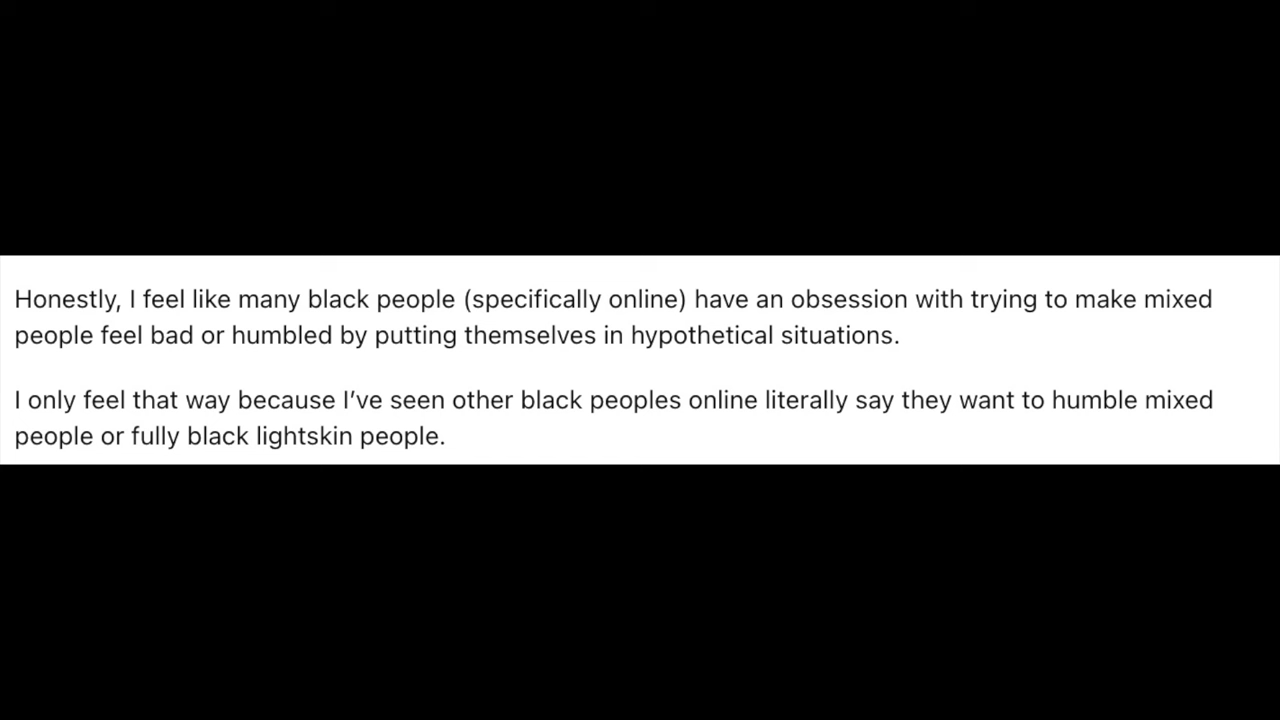 Honestly, I feel like many black people (specifically online) have an obsession with trying to make mixed
people feel bad or humbled by putting themselves in hypothetical situations.
I only feel that way because I’ve seen other black peoples online literally say they want to humble mixed
people or fully black lightskin people.